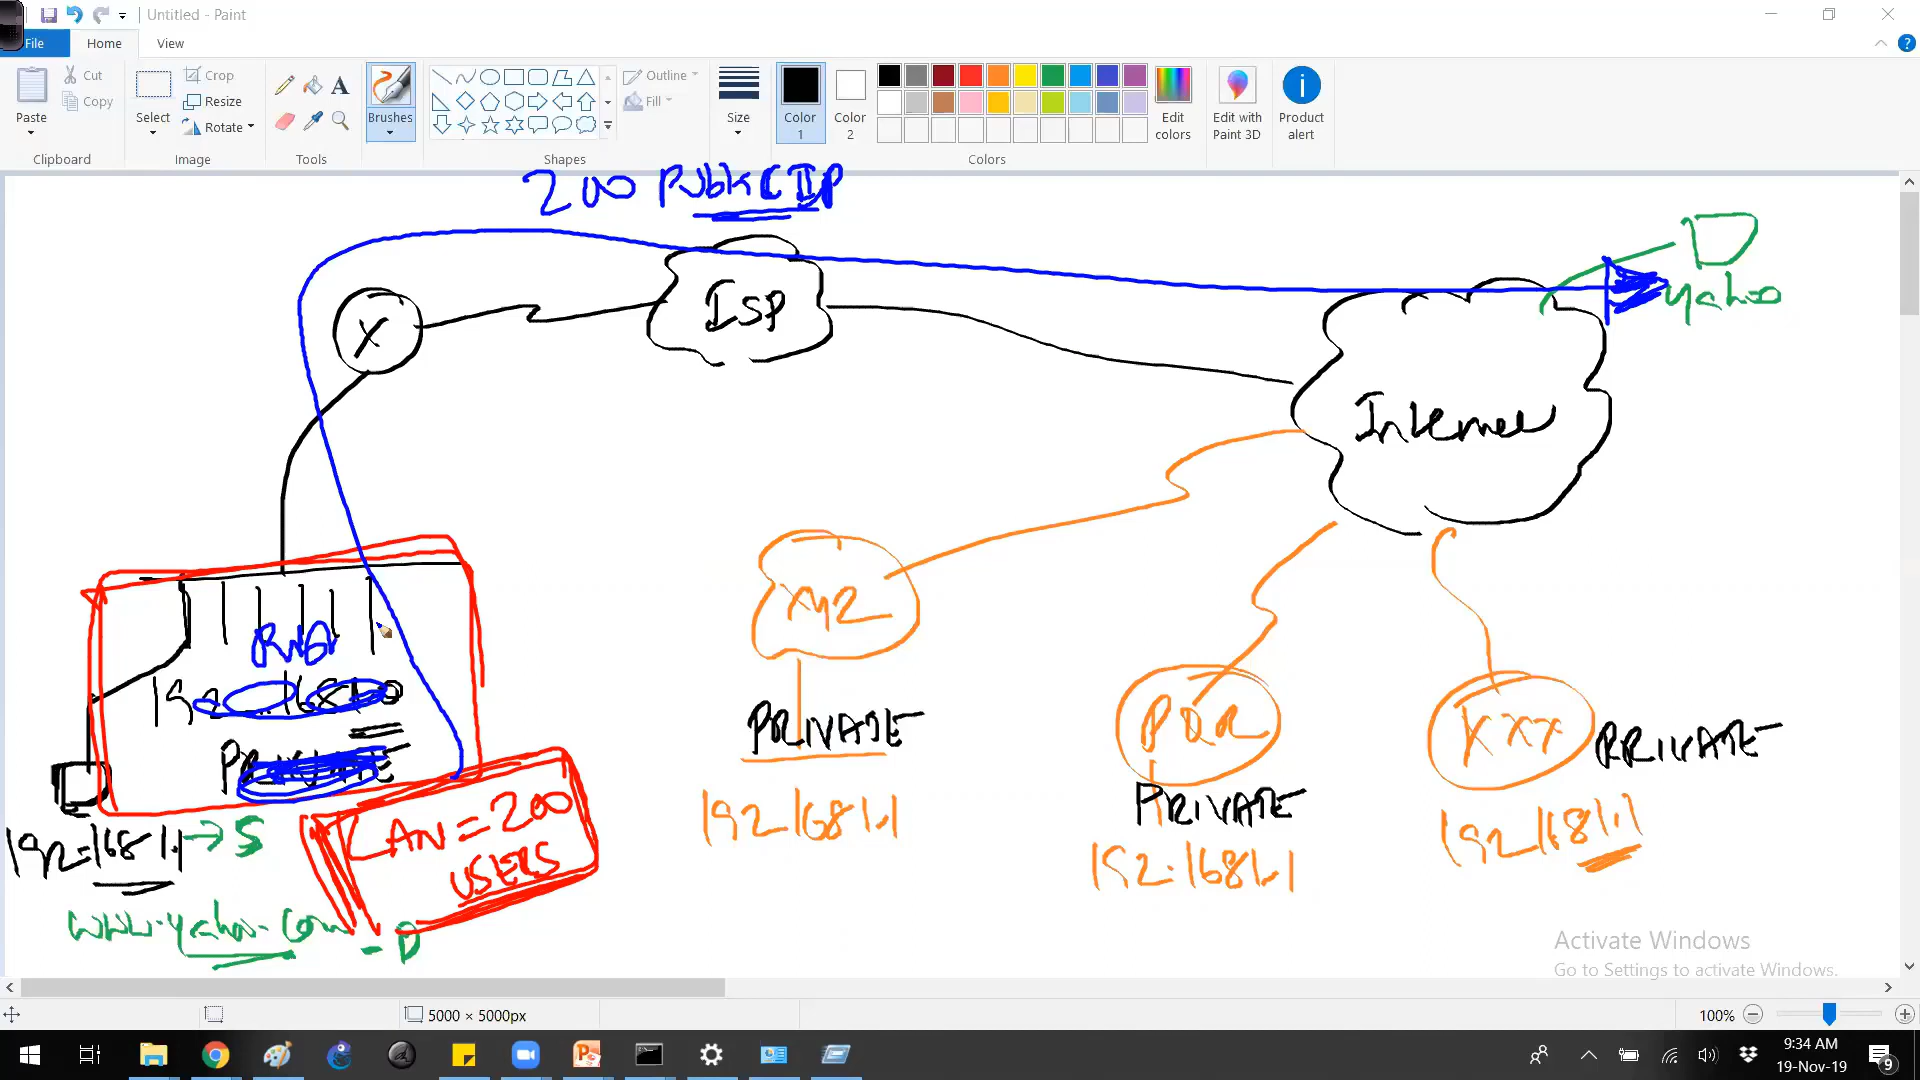 Untitled - Paint
File
Home
View
Cut
Copy
Paste
Clipboard
Select
Crop
Resize
Rotate
Image
Tools
Brushes
Outline
Fill
Shapes
Size
Color
1
Color
2
Edit
colors
Colors
Edit with
Paint 3D
Product
alert
200 Public IP
X
ISP
yahoo
Internet
xyz
PRIVATE
192.168.1.1
PQR
PRIVATE
192.168.1.1
XXX
PRIVATE
192.168.1.1
PRIVATE
192.168.1.1 → S
LAN = 200
USERS
www.yahoo.com - D
Activate Windows
Go to Settings to activate Windows.
5000 × 5000px
100%
9:34 AM
19-Nov-19
9